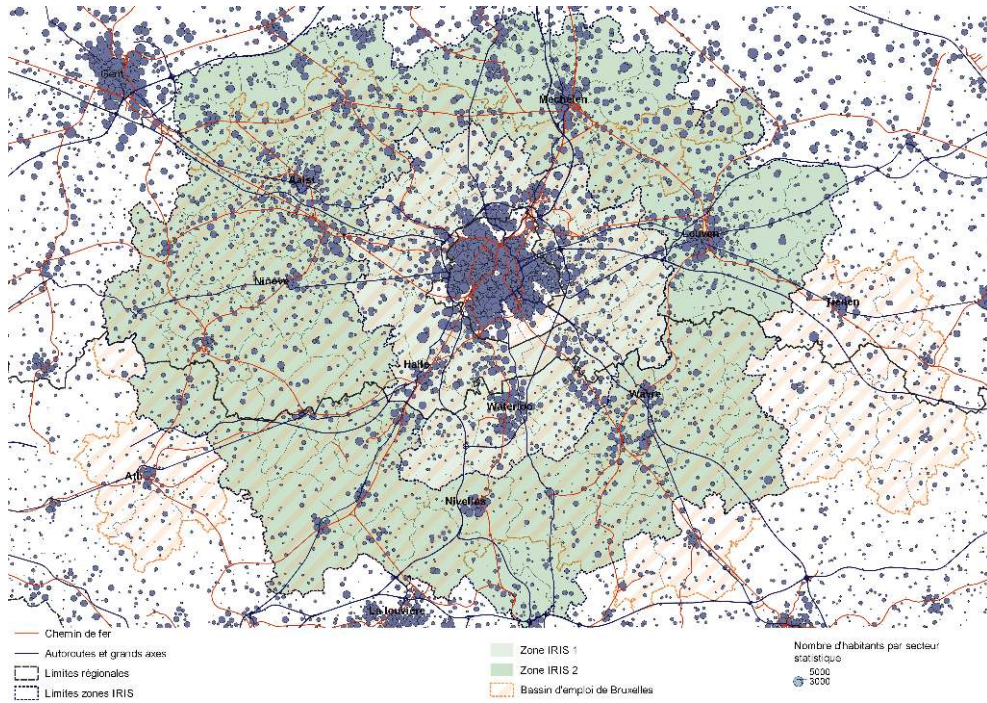 Gent
Mechelen
Aalst
Leuven
Ninove
Tienen
Halle
Waterloo
Wavre
Ath
Nivelles
La louvière
Chemin de fer
Autoroutes et grands axes
Limites régionales
Limites zones IRIS
Zone IRIS 1
Zone IRIS 2
Bassin d'emploi de Bruxelles
Nombre d'habitants par secteur
statistique
5000
3000